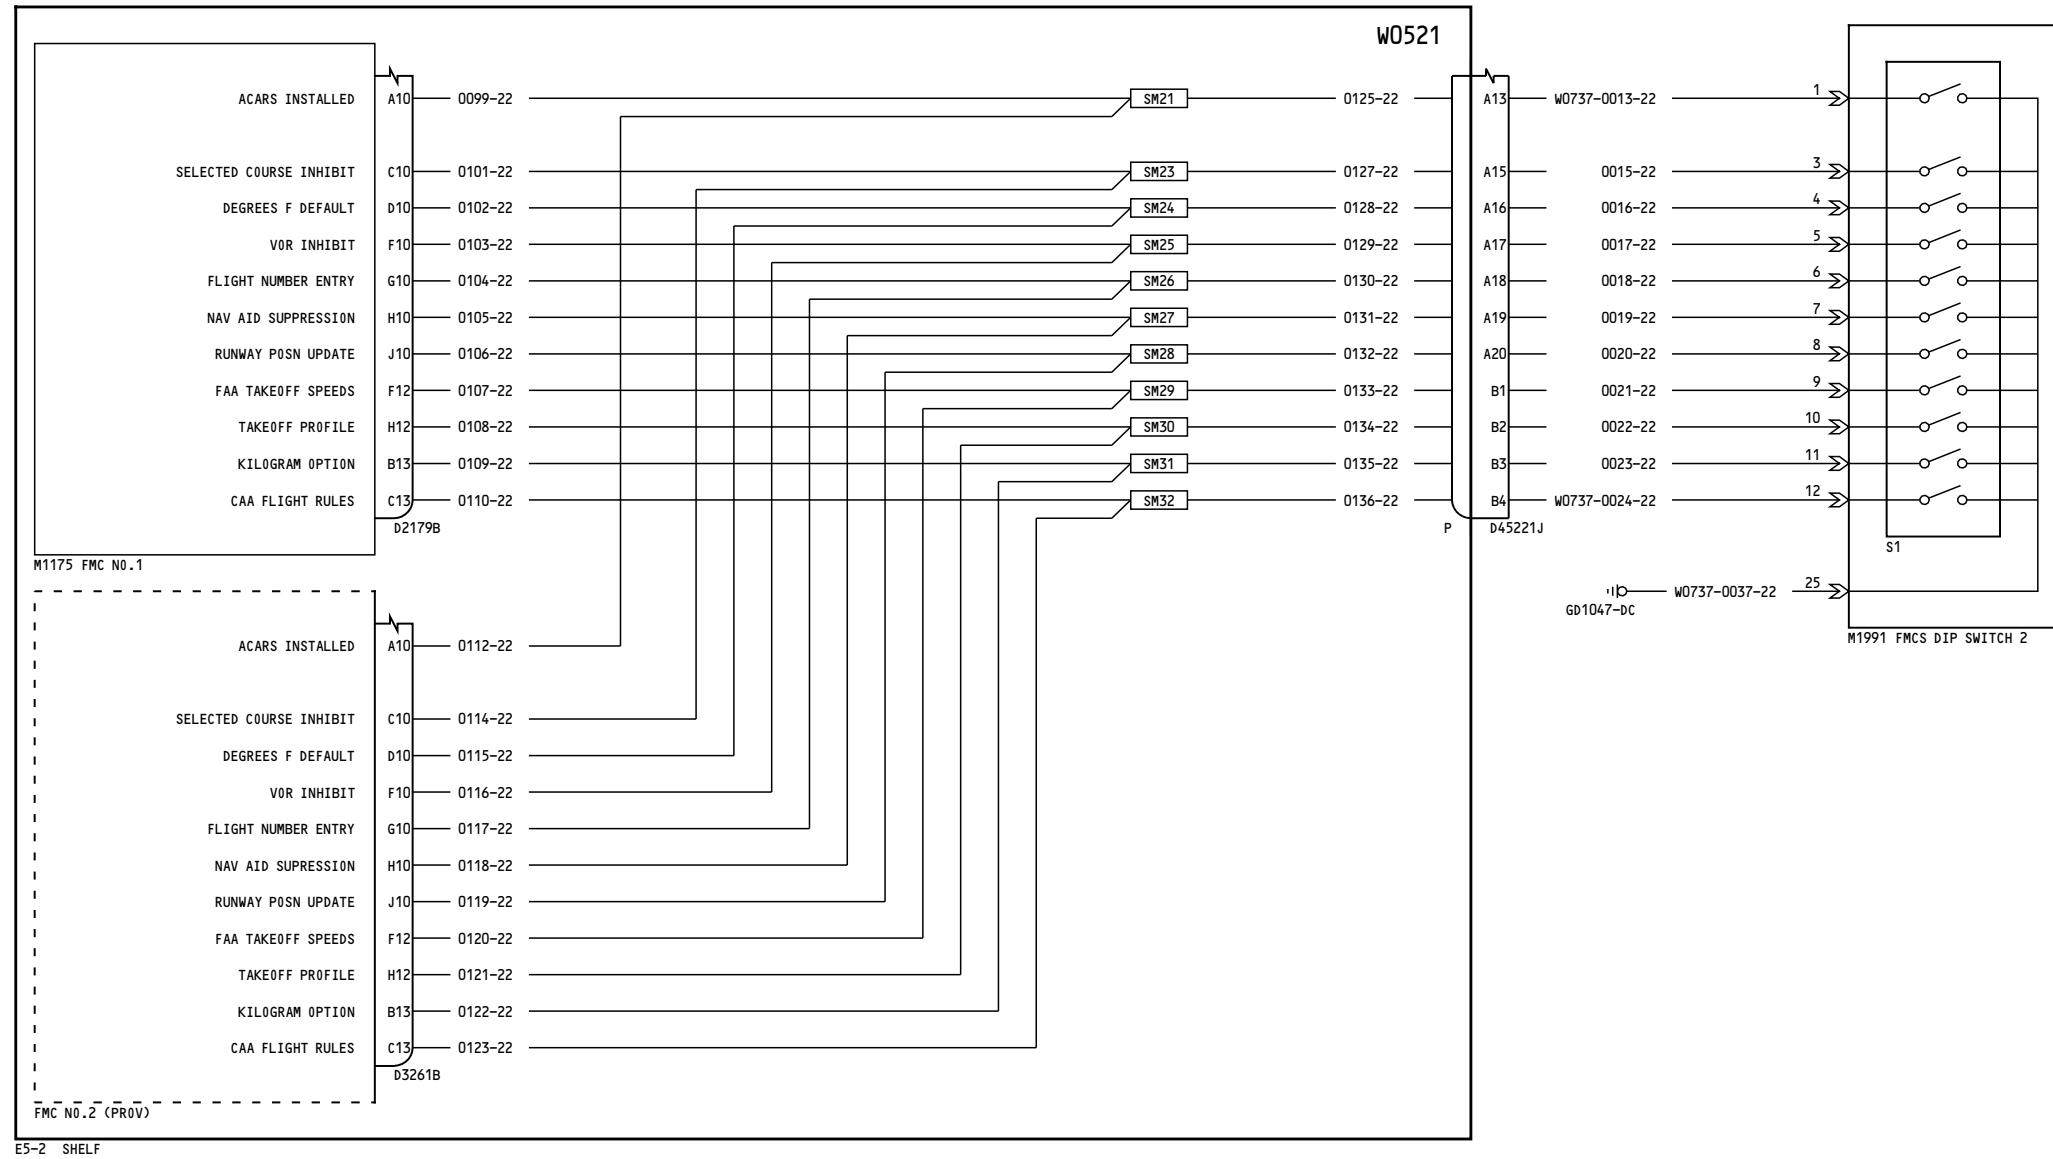 W0521
ACARS INSTALLED A10 0099-22 SM21 0125-22 A13 W0737-0013-22 1
SELECTED COURSE INHIBIT C10 0101-22 SM23 0127-22 A15 0015-22 3
DEGREES F DEFAULT D10 0102-22 SM24 0128-22 A16 0016-22 4
VOR INHIBIT F10 0103-22 SM25 0129-22 A17 0017-22 5
FLIGHT NUMBER ENTRY G10 0104-22 SM26 0130-22 A18 0018-22 6
NAV AID SUPPRESSION H10 0105-22 SM27 0131-22 A19 0019-22 7
RUNWAY POSN UPDATE J10 0106-22 SM28 0132-22 A20 0020-22 8
FAA TAKEOFF SPEEDS F12 0107-22 SM29 0133-22 B1 0021-22 9
TAKEOFF PROFILE H12 0108-22 SM30 0134-22 B2 0022-22 10
KILOGRAM OPTION B13 0109-22 SM31 0135-22 B3 0023-22 11
CAA FLIGHT RULES C13 0110-22 SM32 0136-22 B4 W0737-0024-22 12
D2179B P D45221J
S1
M1175 FMC NO.1
W0737-0037-22 25
GD1047-DC
M1991 FMCS DIP SWITCH 2
ACARS INSTALLED A10 0112-22
SELECTED COURSE INHIBIT C10 0114-22
DEGREES F DEFAULT D10 0115-22
VOR INHIBIT F10 0116-22
FLIGHT NUMBER ENTRY G10 0117-22
NAV AID SUPRESSION H10 0118-22
RUNWAY POSN UPDATE J10 0119-22
FAA TAKEOFF SPEEDS F12 0120-22
TAKEOFF PROFILE H12 0121-22
KILOGRAM OPTION B13 0122-22
CAA FLIGHT RULES C13 0123-22
D3261B
FMC NO.2 (PROV)
E5-2 SHELF